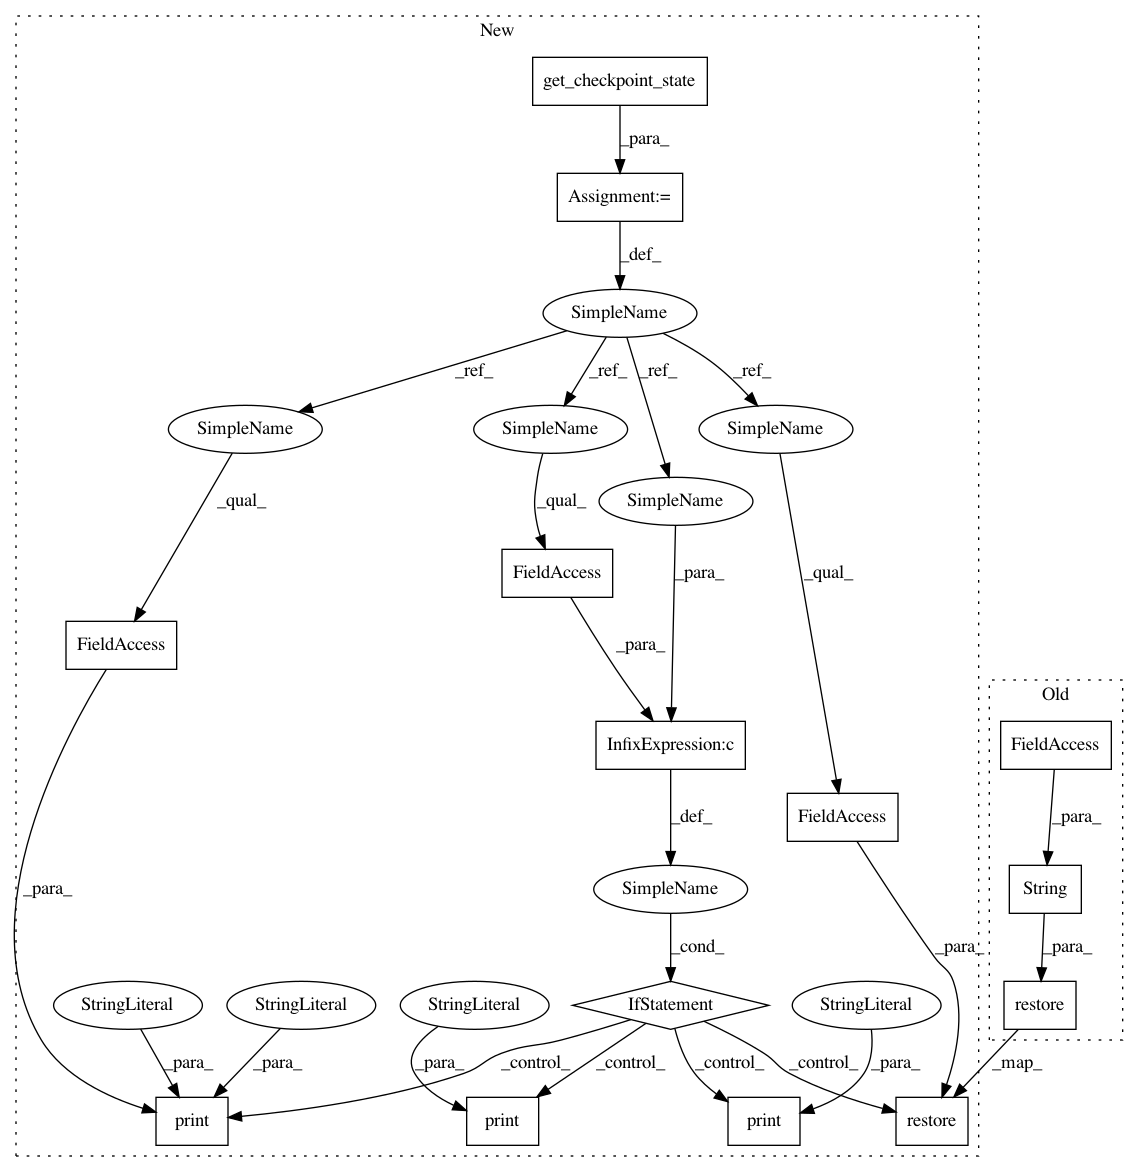 New
get_checkpoint_state
_para_
Assignment:=
_def_
SimpleName
_ref_ _ref_ _ref_ _ref_
SimpleName SimpleName SimpleName
SimpleName
_qual_ _qual_
FieldAccess _para_ _qual_
FieldAccess _para_
Old
InfixExpression:c FieldAccess
FieldAccess _def_ _para_
_para_ SimpleName String
_cond_ _para_ _para_
StringLiteral StringLiteral StringLiteral IfStatement StringLiteral restore
_para_ _para_ _control_ _para_ _control_ _control_ _para_ _control_ _map_
print print print restore